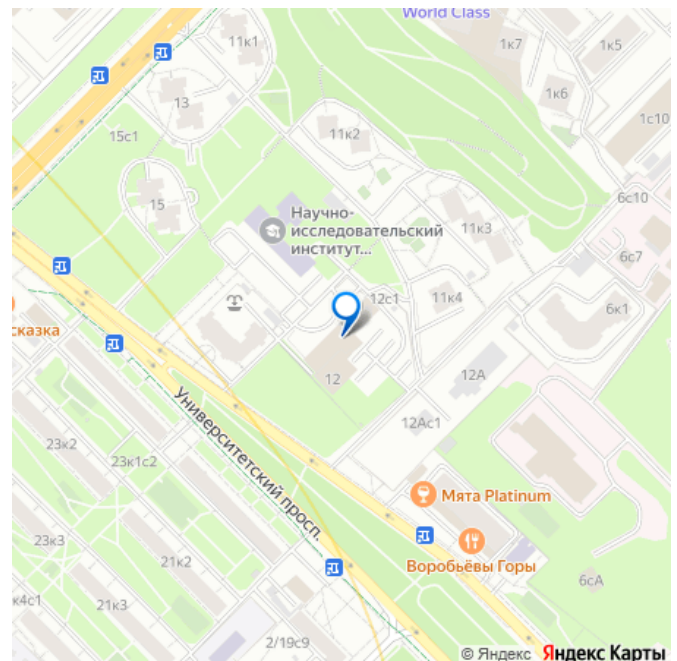 World Class
11к1
1к7
1к5
13
1к6
15с1
11к2
1с10
15
Научно-
исследовательский
институт...
6с10
11к3
6с7
12с1
11к4
6к1
сказка
12
12А
Университетский просп.
12Ас1
23к2
23к1с2
Мята Platinum
23к3
21к2
Воробьёвы Горы
6сА
к4с1
21к3
2/19с9
© Яндекс Яндекс Карты